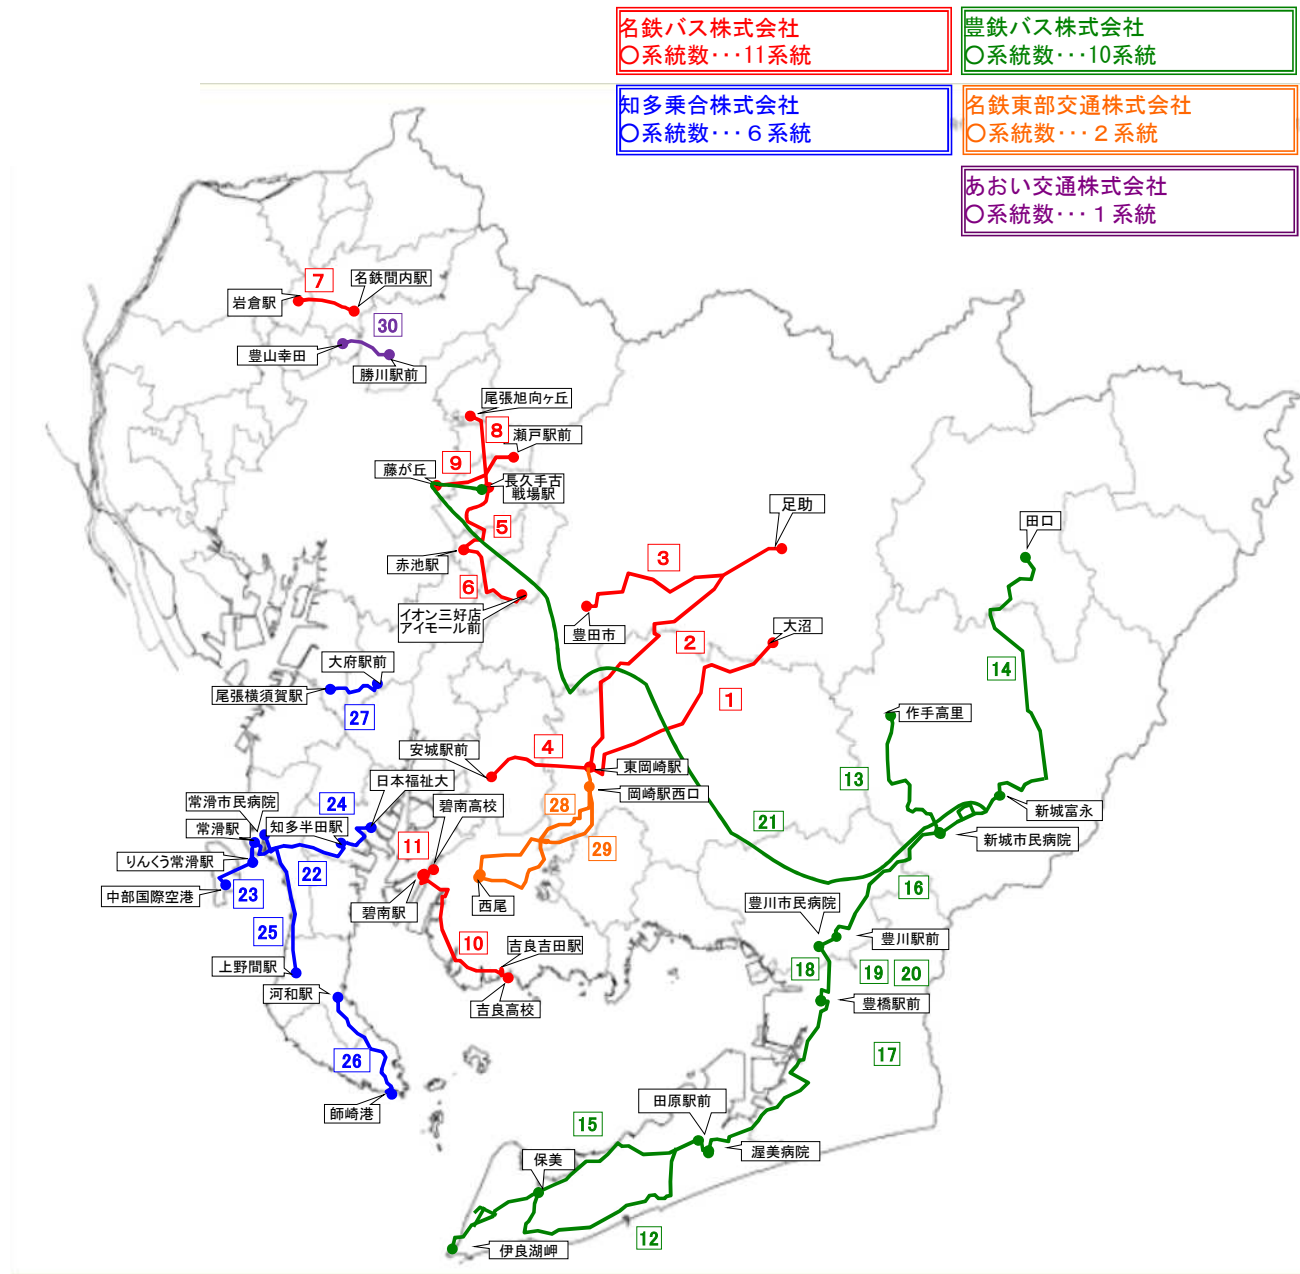 名鉄バス株式会社
〇系統数･･･11系統
豊鉄バス株式会社
〇系統数･･･10系統
知多乗合株式会社
〇系統数･･･６系統
名鉄東部交通株式会社
〇系統数･･･２系統
あおい交通株式会社
〇系統数･･･１系統
7
名鉄間内駅
岩倉駅
30
豊山幸田
勝川駅前
尾張旭向ヶ丘
8
瀬戸駅前
9
藤が丘
長久手古
戦場駅
足助
田口
5
3
赤池駅
6
イオン三好店
アイモール前
豊田市
大沼
2
大府駅前
14
尾張横須賀駅
1
27
作手高里
4
安城駅前
東岡崎駅
日本福祉大
13
岡崎駅西口
常滑市民病院
24
碧南高校
28
新城富永
常滑駅
知多半田駅
21
新城市民病院
りんくう常滑駅
11
29
22
中部国際空港
23
16
碧南駅
西尾
豊川市民病院
25
10
吉良吉田駅
豊川駅前
上野間駅
18
19
20
河和駅
吉良高校
豊橋駅前
26
17
師崎港
田原駅前
15
渥美病院
保美
12
伊良湖岬